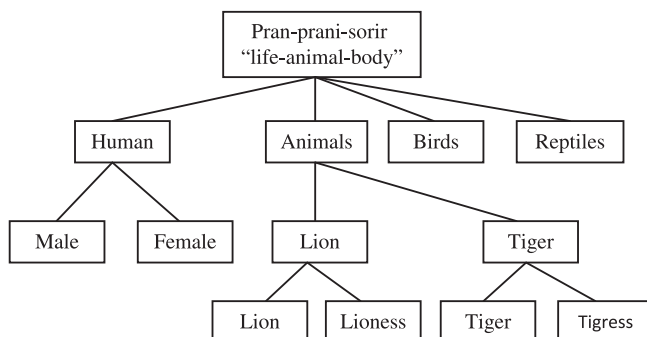 Pran-prani-sorir
“life-animal-body”
Human
Animals
Birds
Reptiles
Male
Female
Lion
Tiger
Lion
Lioness
Tiger
Tigress